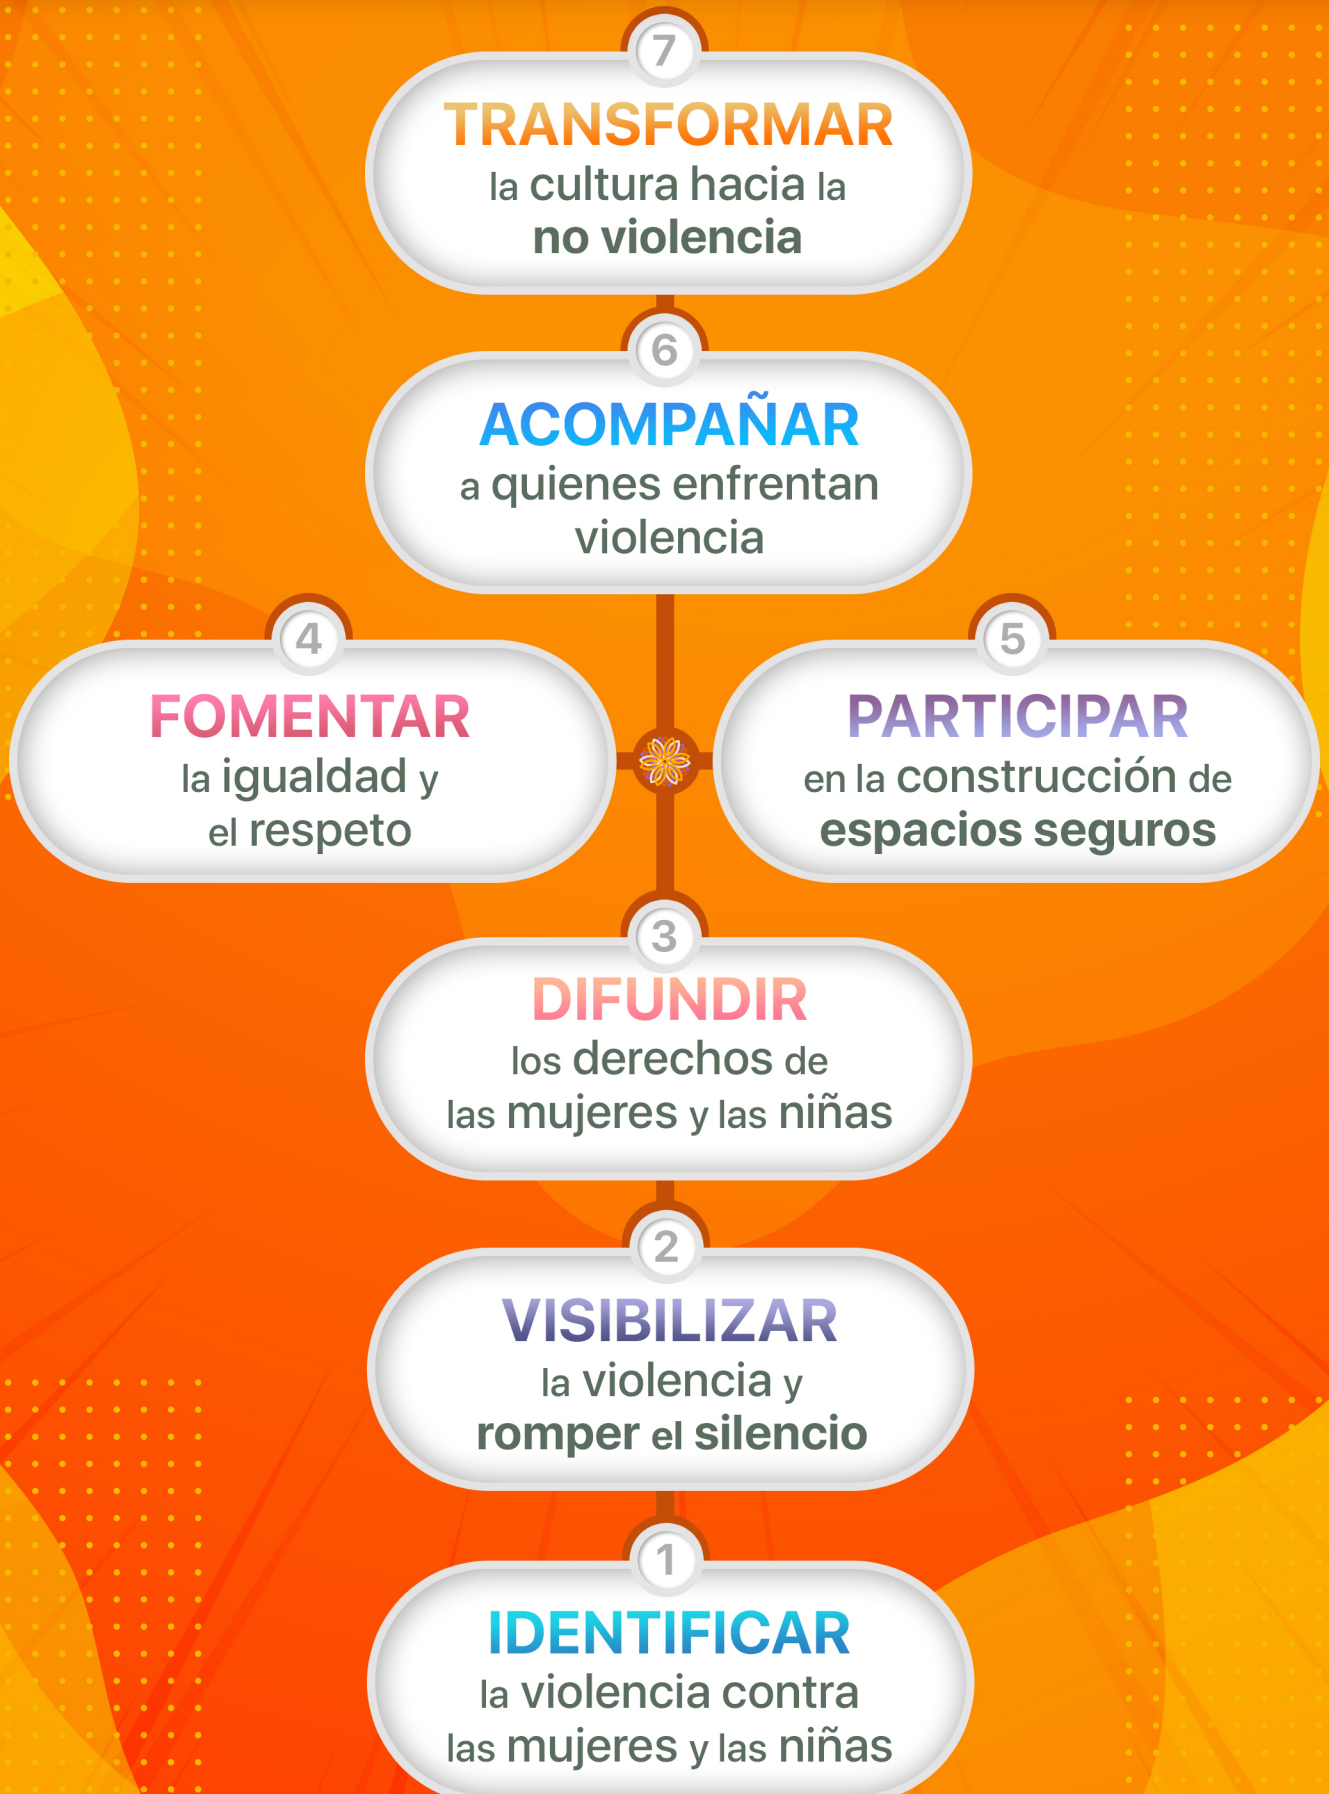 7
TRANSFORMAR
la cultura hacia la
no violencia
6
ACOMPAÑAR
a quienes enfrentan
violencia
4
FOMENTAR
la igualdad y
el respeto
5
PARTICIPAR
en la construcción de
espacios seguros
3
DIFUNDIR
los derechos de
las mujeres y las niñas
2
VISIBILIZAR
la violencia y
romper el silencio
1
IDENTIFICAR
la violencia contra
las mujeres y las niñas